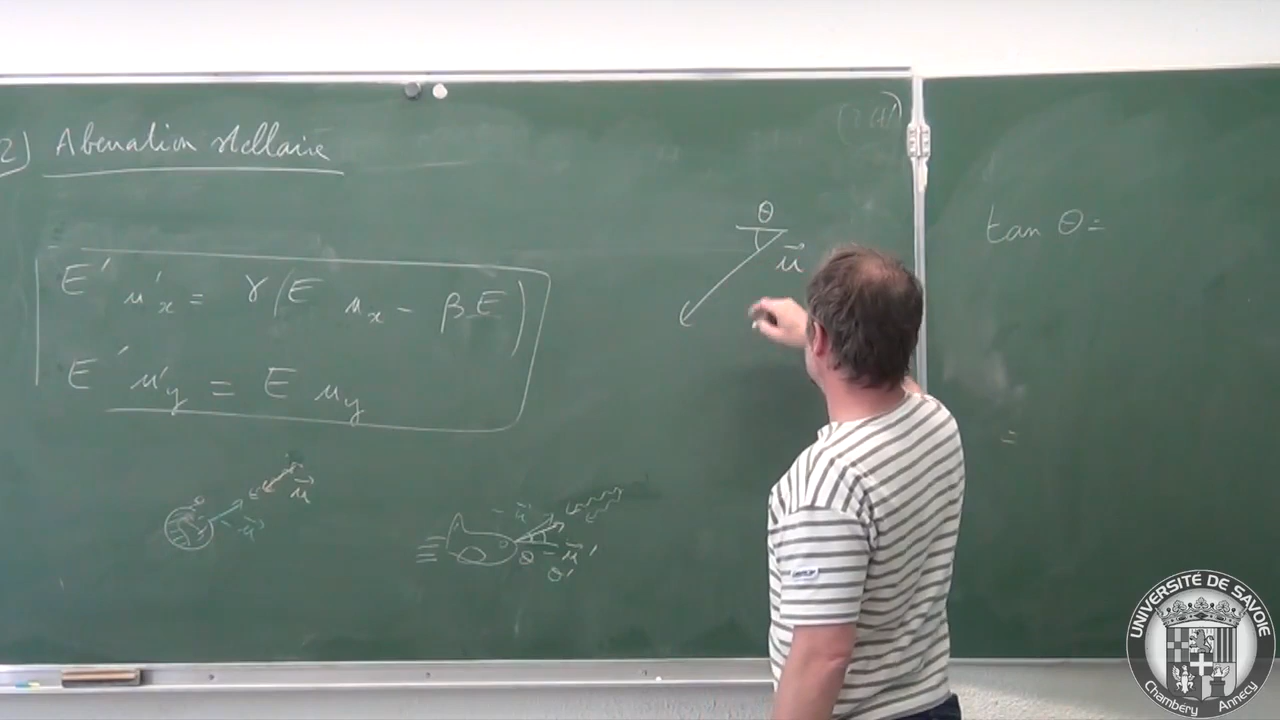 2) Aberration stellaire
E' u'x = γ(E ux - βE)
E' u'y = E uy
θ
u⃗
tan θ =
=
u⃗
-u⃗
-u⃗
-u⃗'
θ
θ'
UNIVERSITÉ DE SAVOIE
Chambéry Annecy